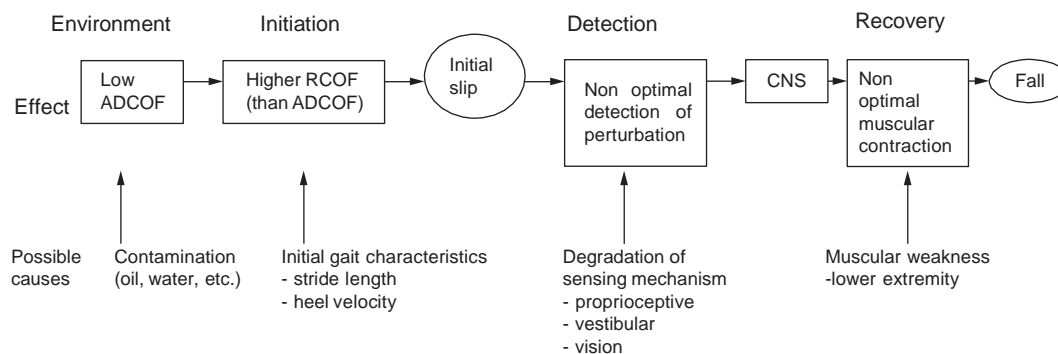 Environment
Initiation
Detection
Recovery
Effect
Low
ADCOF
Higher RCOF
(than ADCOF)
Initial
slip
Non optimal
detection of
perturbation
CNS
Non
optimal
muscular
contraction
Fall
Possible
causes
Contamination
(oil, water, etc.)
Initial gait characteristics
- stride length
- heel velocity
Degradation of
sensing mechanism
- proprioceptive
- vestibular
- vision
Muscular weakness
-lower extremity